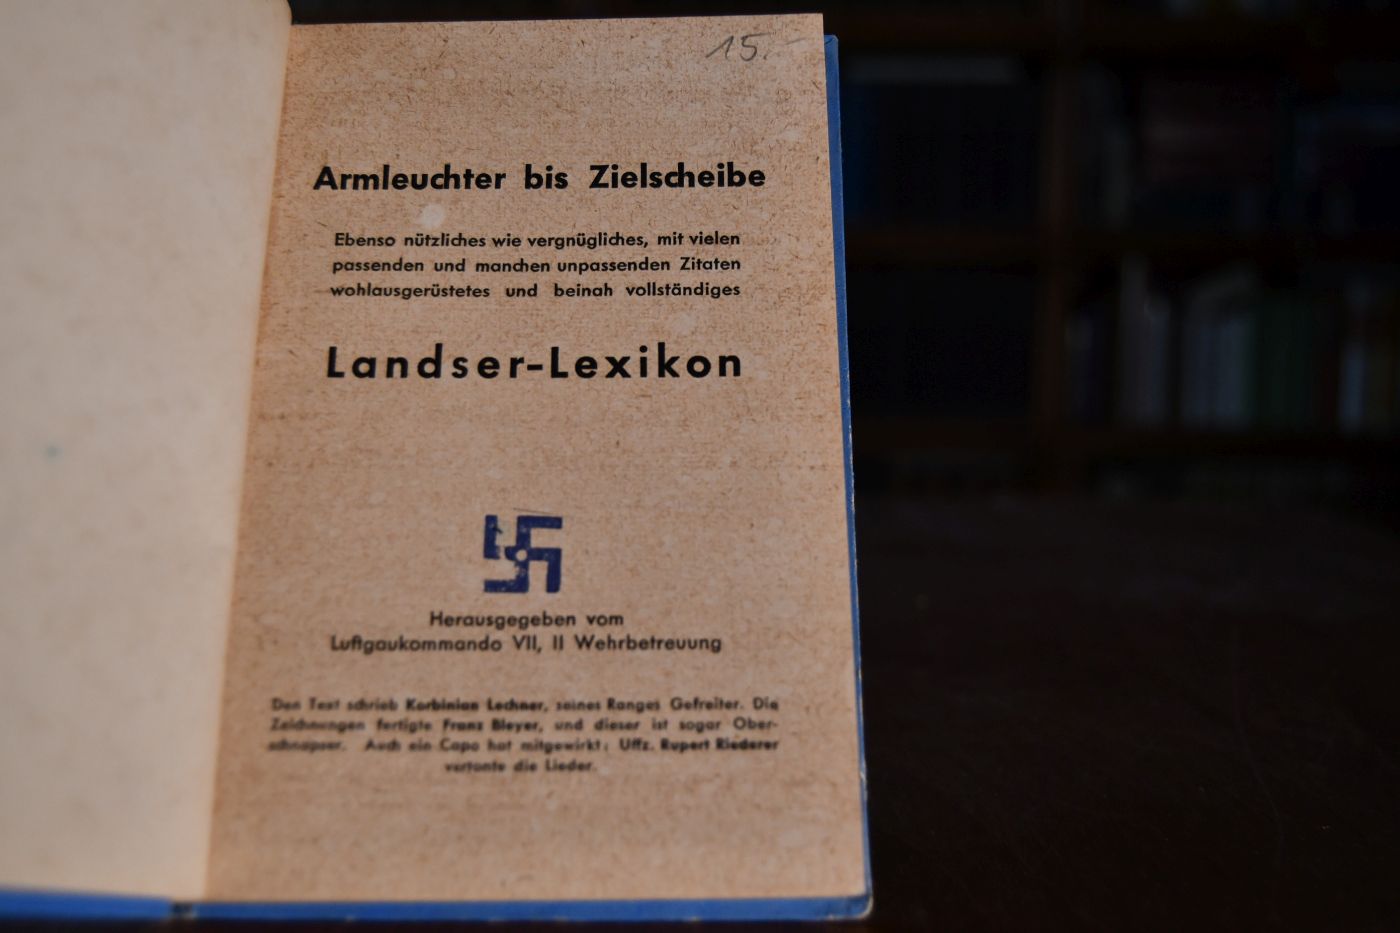 15.-
Armleuchter bis Zielscheibe
Ebenso nützliches wie vergnügliches, mit vielen
passenden und manchen unpassenden Zitaten
wohlausgerüstetes und beinah vollständiges
Landser-Lexikon
Herausgegeben vom
Luftgaukommando VII, II Wehrbetreuung
Den Text schrieb Korbinian Lechner, seines Ranges Gefreiter. Die
Zeichnungen fertigte Franz Bleyer, und dieser ist sogar Ober-
schnapser. Auch ein Capo hat mitgewirkt: Uffz. Rupert Riederer
vertonte die Lieder.